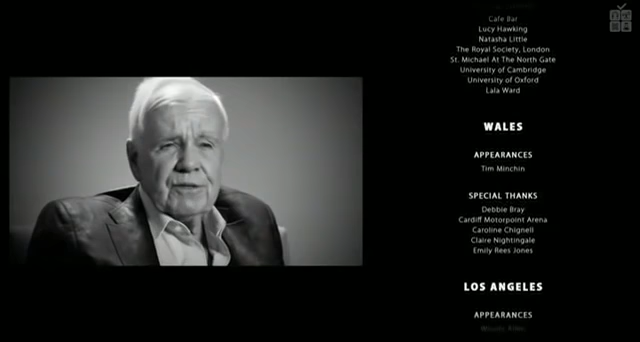 Cafe Bar
Lucy Hawking
Natasha Little
The Royal Society, London
St. Michael At The North Gate
University of Cambridge
University of Oxford
Lala Ward
WALES
APPEARANCES
Tim Minchin
SPECIAL THANKS
Debbie Bray
Cardiff Motorpoint Arena
Caroline Chignell
Claire Nightingale
Emily Rees Jones
LOS ANGELES
APPEARANCES
Woody Allen